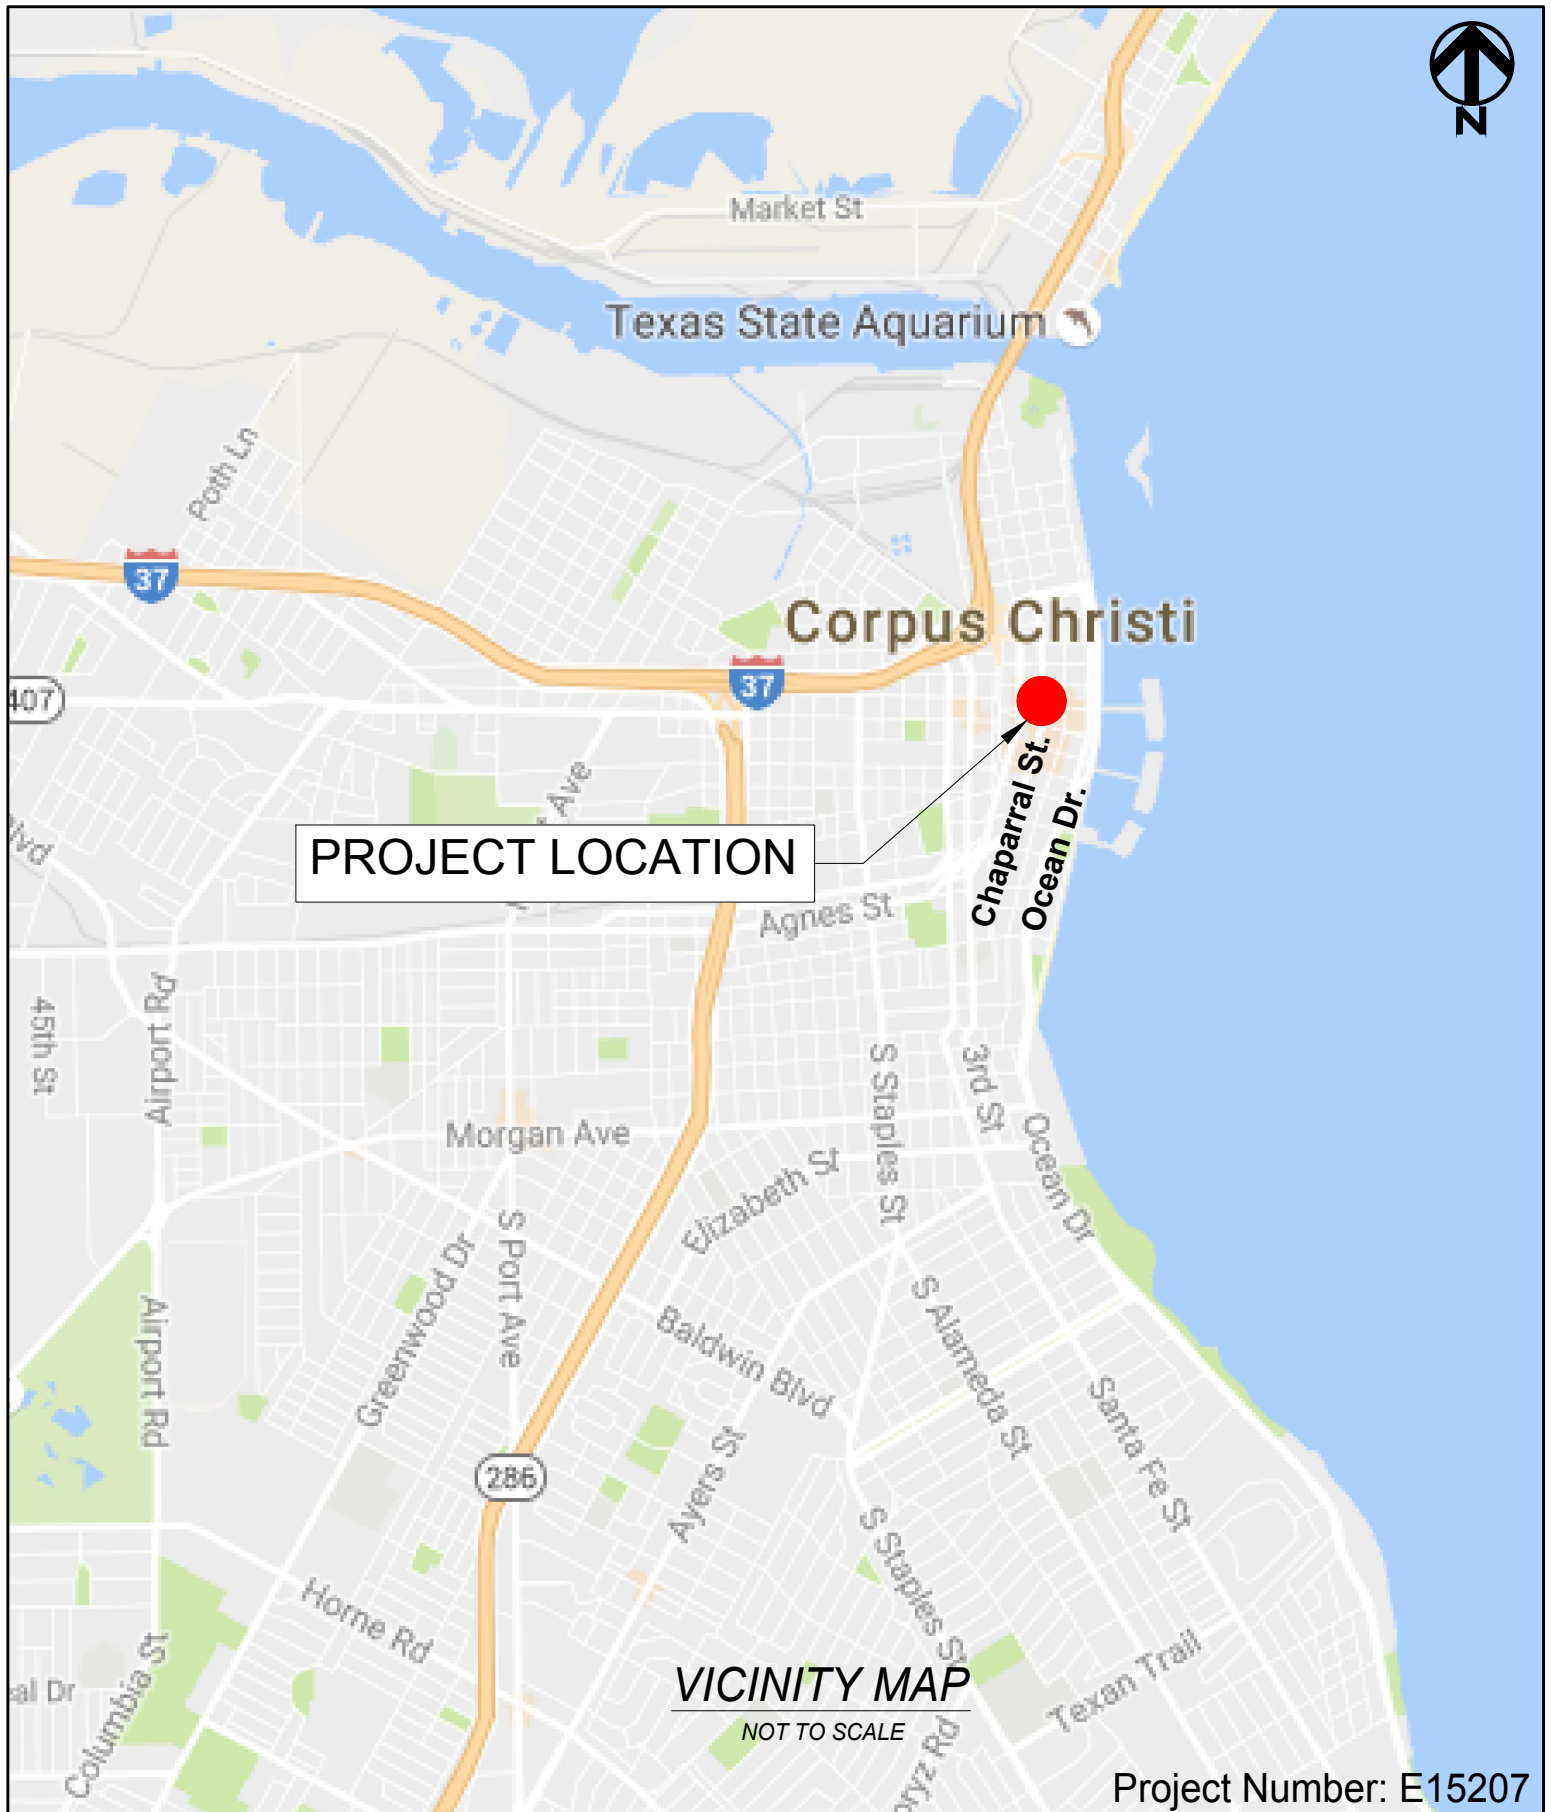 N
Market St
Texas State Aquarium
Poth Ln
37
Corpus Christi
37
407
Chaparral St.
Ocean Dr.
Ave
PROJECT LOCATION
Agnes St
45th St
Airport Rd
S Staples St
3rd St
Morgan Ave
Ocean Dr
Elizabeth St
S Port Ave
Greenwood Dr
Airport Rd
Baldwin Blvd
S Alameda St
Santa Fe St
286
Ayers St
S Staples St
Horne Rd
Columbia St
Texan Trail
VICINITY MAP
NOT TO SCALE
Project Number: E15207